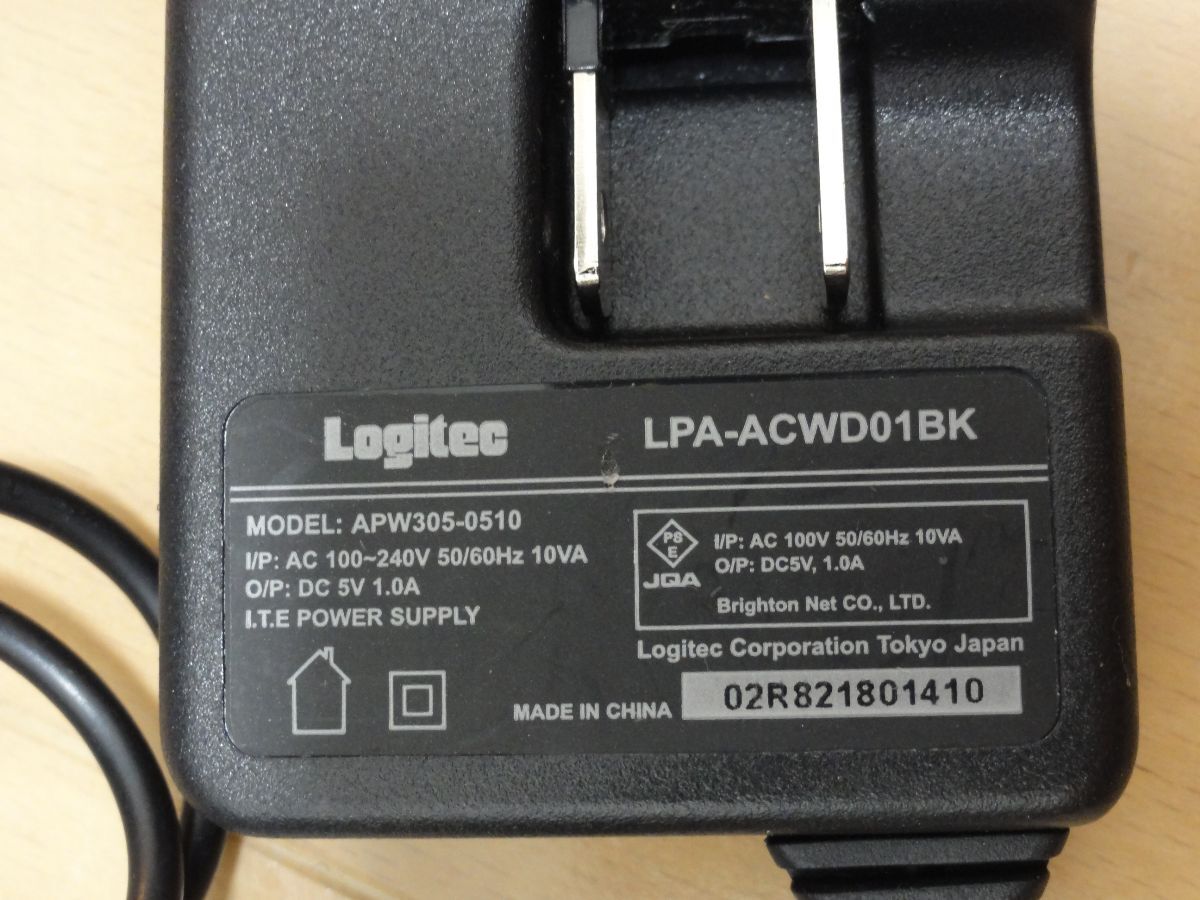 Logitec
LPA-ACWD01BK
MODEL: APW305-0510
I/P: AC 100~240V 50/60Hz 10VA
O/P: DC 5V 1.0A
I.T.E POWER SUPPLY
PS
E
JQA
I/P: AC 100V 50/60Hz 10VA
O/P: DC5V, 1.0A
Brighton Net CO., LTD.
Logitec Corporation Tokyo Japan
MADE IN CHINA
02R821801410